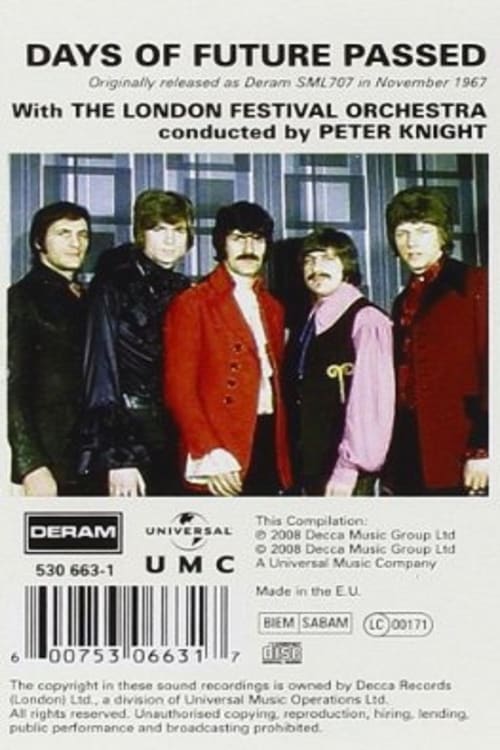 DAYS OF FUTURE PASSED
Originally released as Deram SML707 in November 1967
With THE LONDON FESTIVAL ORCHESTRA
conducted by PETER KNIGHT
DERAM
530 663-1
UNIVERSAL
UMC
This Compilation:
℗ 2008 Decca Music Group Ltd
© 2008 Decca Music Group Ltd
A Universal Music Company
Made in the E.U.
BIEM SABAM
LC 00171
disc
6 00753 06631 7
The copyright in these sound recordings is owned by Decca Records
(London) Ltd., a division of Universal Music Operations Ltd.
All rights reserved. Unauthorised copying, reproduction, hiring, lending,
public performance and broadcasting prohibited.